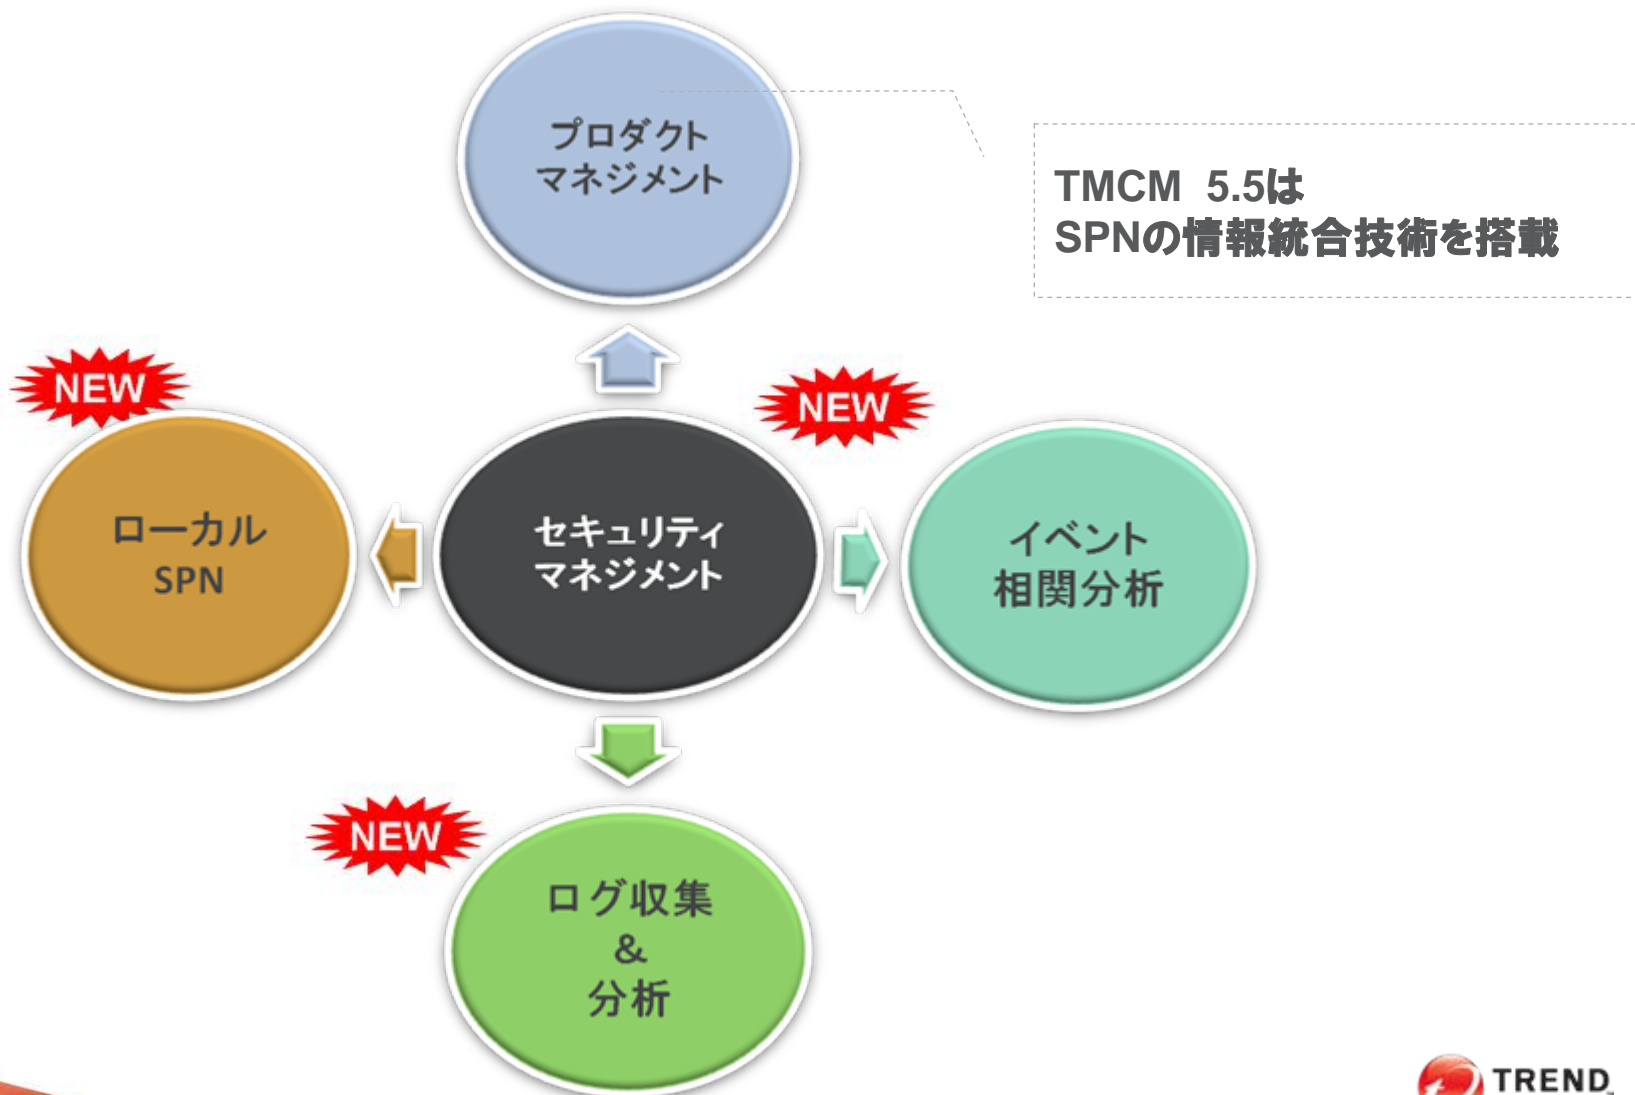 プロダクト
マネジメント
TMCM 5.5は
SPNの情報統合技術を搭載
NEW
NEW
ローカル
SPN
セキュリティ
マネジメント
イベント
相関分析
NEW
ログ収集
&
分析
TREND